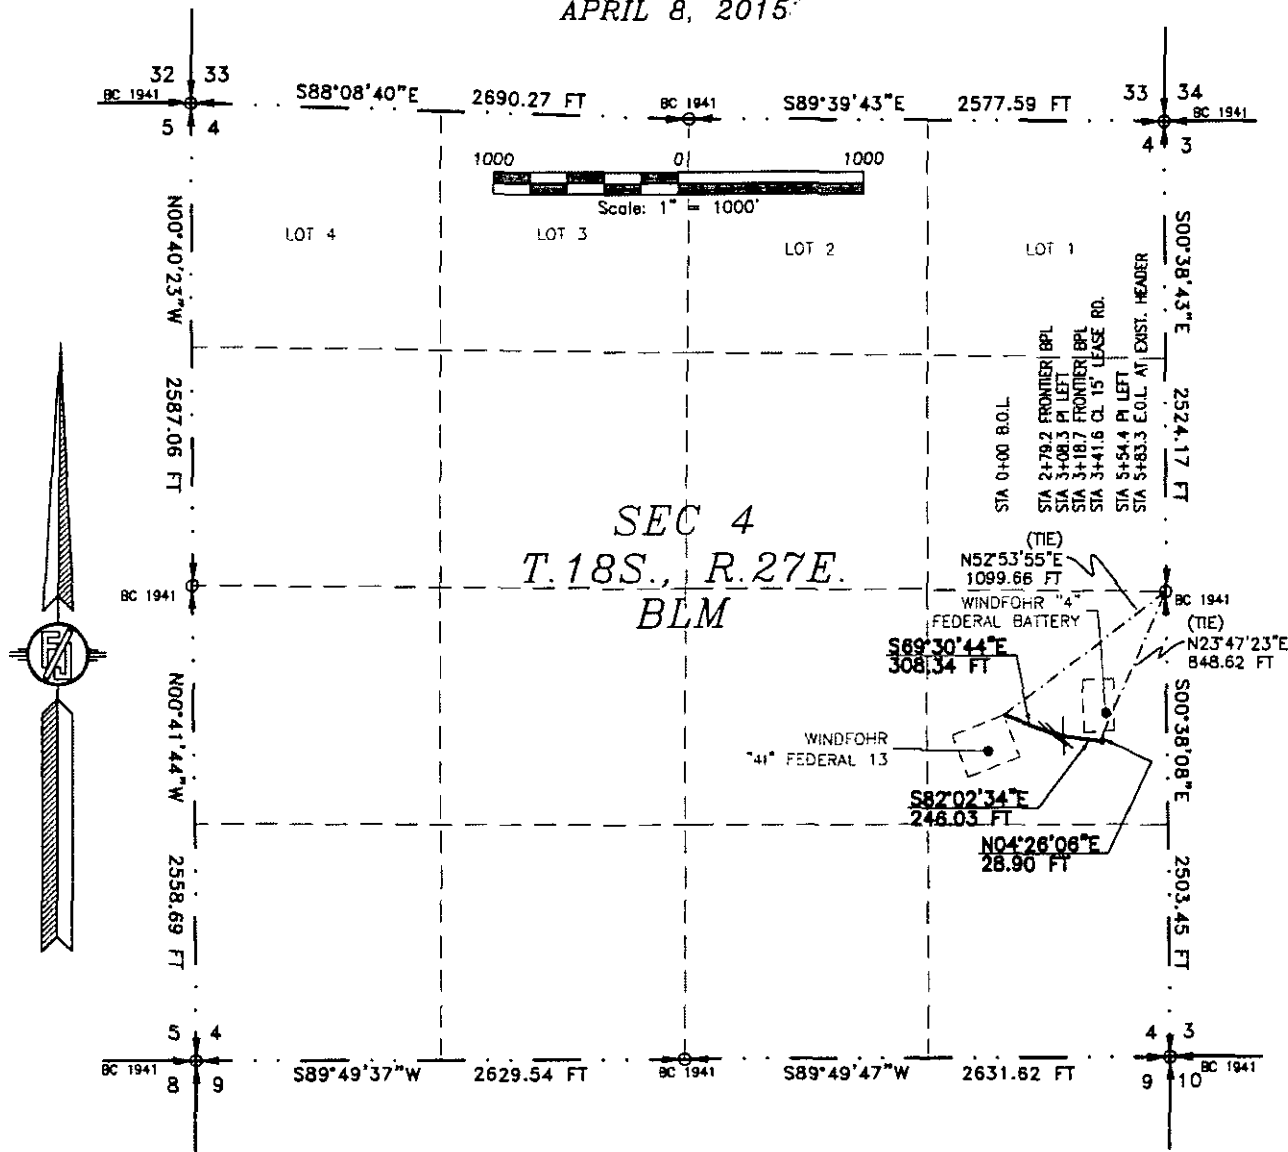 APRIL 8, 2015
32 33
BC 1941
5 4
S88°08'40"E 2690.27 FT
BC 1941
S89°39'43"E 2577.59 FT
33 34
BC 1941
4 3
1000 0 1000
Scale: 1" = 1000'
LOT 4
LOT 3
LOT 2
LOT 1
N00°40'23"W 2587.06 FT
S00°38'43"E 2524.17 FT
STA 0+00 B.O.L.
STA 2+79.2 FRONTIER BPL
STA 3+08.3 PI LEFT
STA 3+18.7 FRONTIER BPL
STA 3+41.6 CL 15' LEASE RD.
STA 5+54.4 PI LEFT
STA 5+83.3 E.O.L. AT EXIST. HEADER
SEC 4
T.18S., R.27E.
BLM
(TIE)
N52°53'55"E
1099.66 FT
BC 1941
BC 1941
WINDFOHR "4"
FEDERAL BATTERY
(TIE)
N23°47'23"E
848.62 FT
S69°30'44"E
308.34 FT
WINDFOHR
"4" FEDERAL 13
S82°02'34"E
246.03 FT
N04°26'06"E
28.90 FT
N00°41'44"W 2558.69 FT
S00°38'08"E 2503.45 FT
5 4
BC 1941
8 9
S89°49'37"W 2629.54 FT
BC 1941
S89°49'47"W 2631.62 FT
4 3
9 10
BC 1941